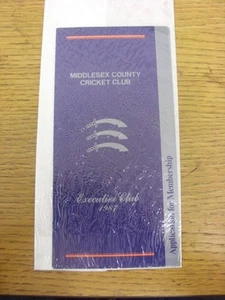 MIDDLESEX COUNTY
CRICKET CLUB
Executive Club
1987
Application for Membership